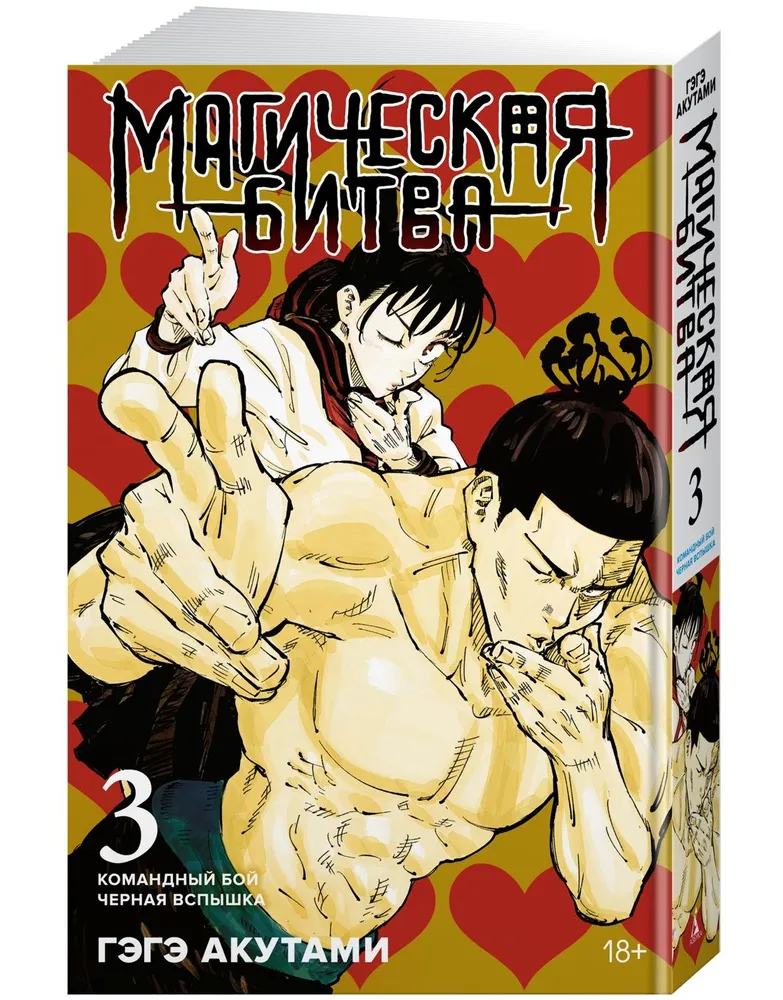 МАГИЧЕСКАЯ
БИТВА
3
КОМАНДНЫЙ БОЙ
ЧЕРНАЯ ВСПЫШКА
ГЭГЭ АКУТАМИ
18+
ГЭГЭ
АКУТАМИ
МАГИЧЕСКАЯ
БИТВА
3
КОМАНДНЫЙ БОЙ
ЧЕРНАЯ ВСПЫШКА